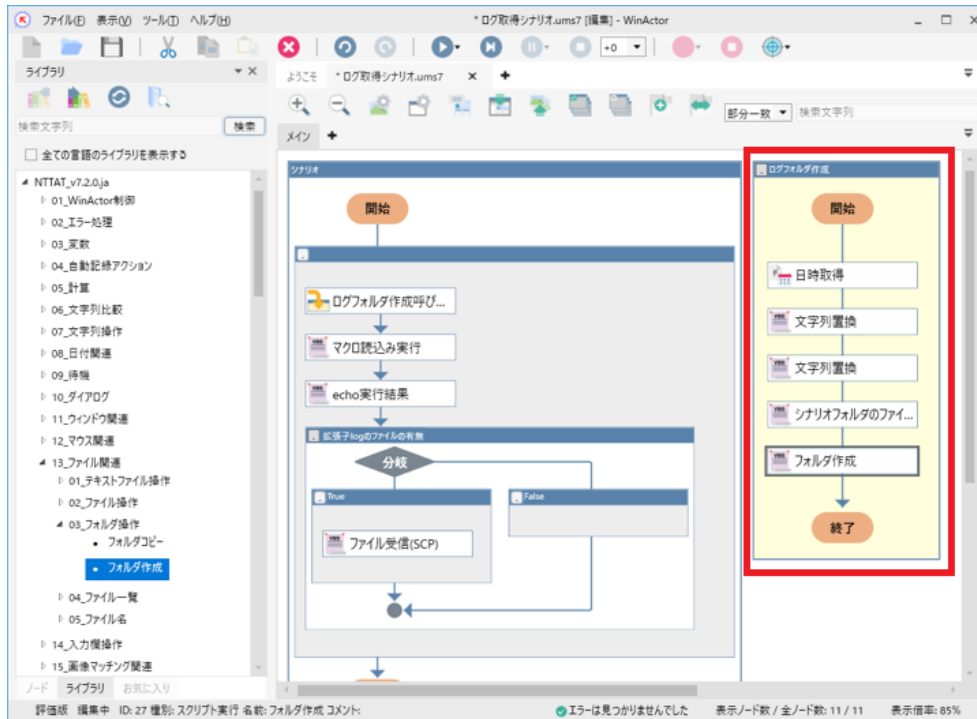 ファイル(F) 表示(V) ツール(T) ヘルプ(H)
* ログ取得シナリオ.ums7 [編集] - WinActor
+0
ライブラリ
ようこそ
* ログ取得シナリオ.ums7
検索文字列
検索
部分一致
検索文字列
全ての言語のライブラリを表示する
メイン
NTTAT_v7.2.0.ja
01_WinActor制御
02_エラー処理
03_変数
04_自動記録アクション
05_計算
06_文字列比較
07_文字列操作
08_日付関連
09_待機
10_ダイアログ
11_ウィンドウ関連
12_マウス関連
13_ファイル関連
01_テキストファイル操作
02_ファイル操作
03_フォルダ操作
フォルダコピー
フォルダ作成
04_ファイル一覧
05_ファイル名
14_入力欄操作
15_画像マッチング関連
ノード
ライブラリ
お気に入り
シナリオ
開始
ログフォルダ作成呼び...
マクロ読込み実行
echo実行結果
拡張子logのファイルの有無
分岐
True
False
ファイル受信(SCP)
ログフォルダ作成
開始
日時取得
文字列置換
文字列置換
シナリオフォルダのファイ...
フォルダ作成
終了
評価版 編集中 ID: 27 種別: スクリプト実行 名前: フォルダ作成 コメント:
エラーは見つかりませんでした
表示ノード数 / 全ノード数: 11 / 11
表示倍率: 85%